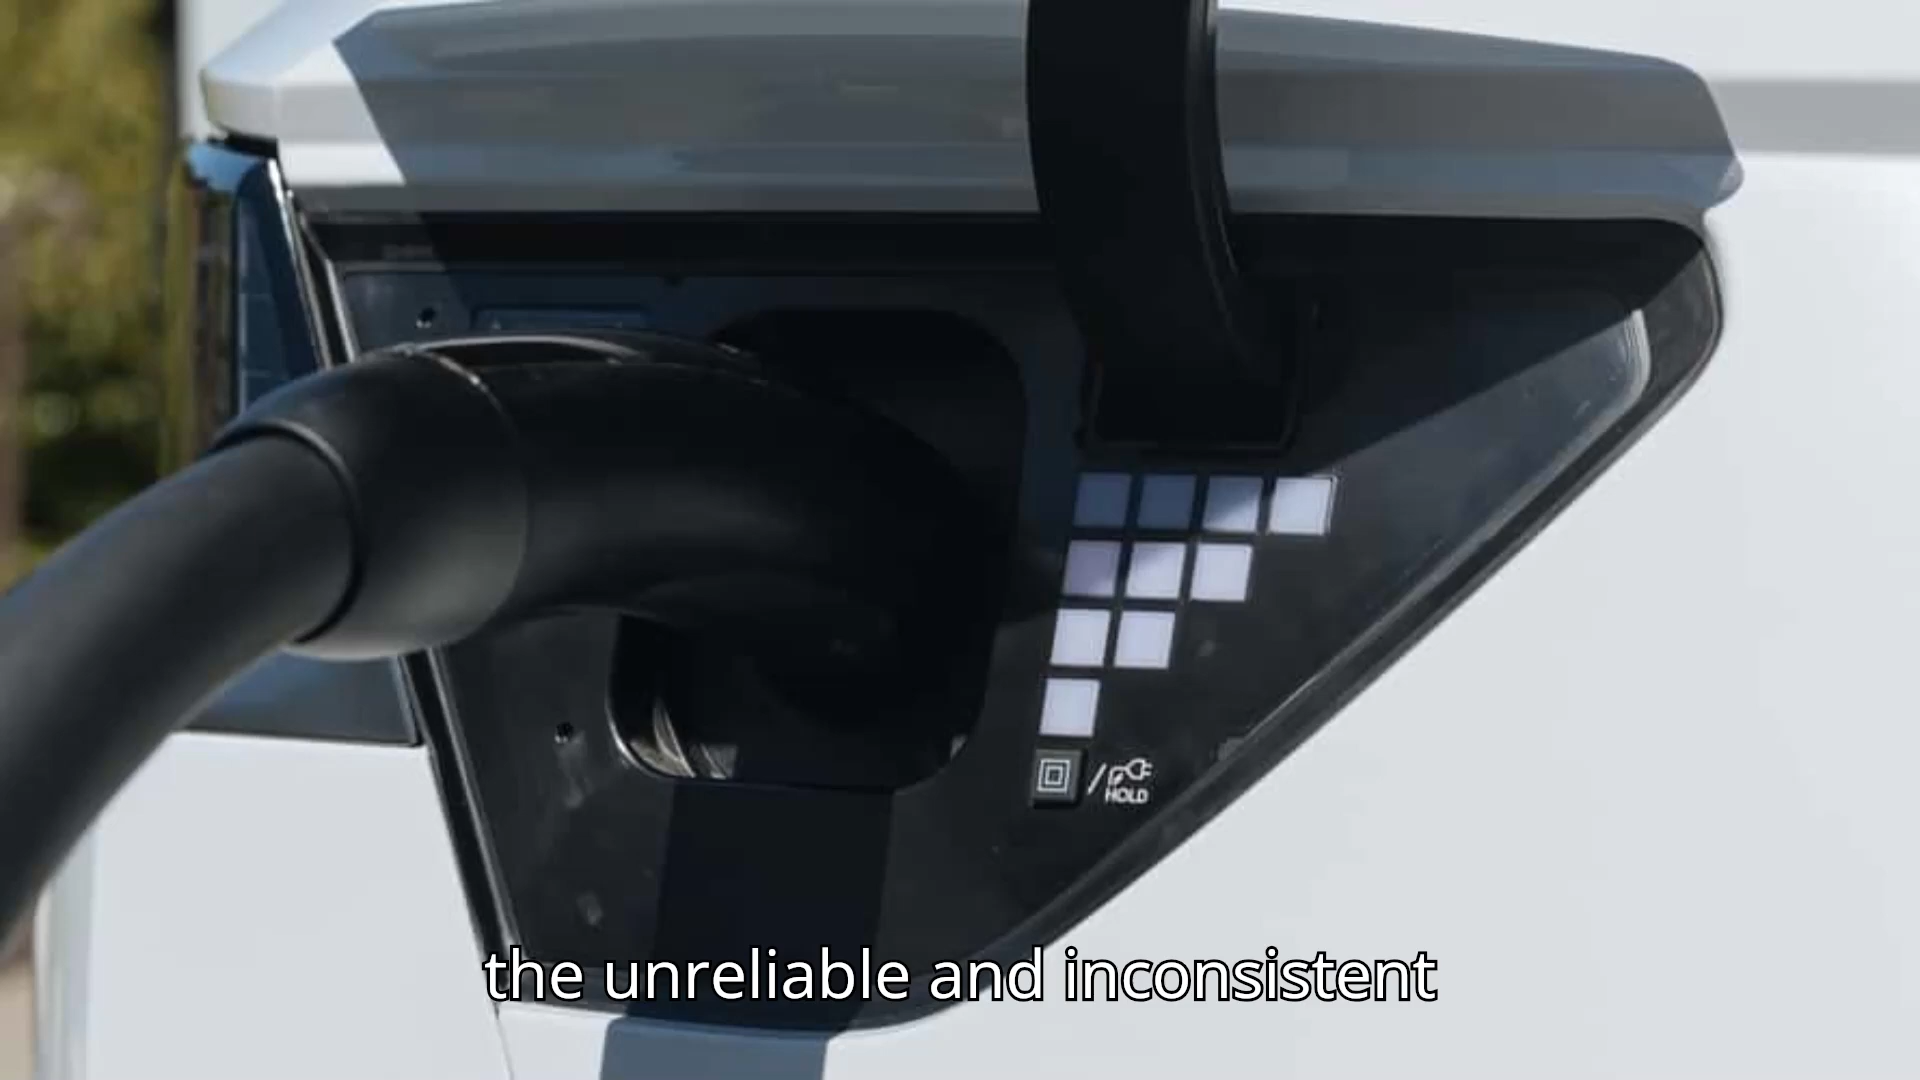 /
HOLD
the unreliable and inconsistent